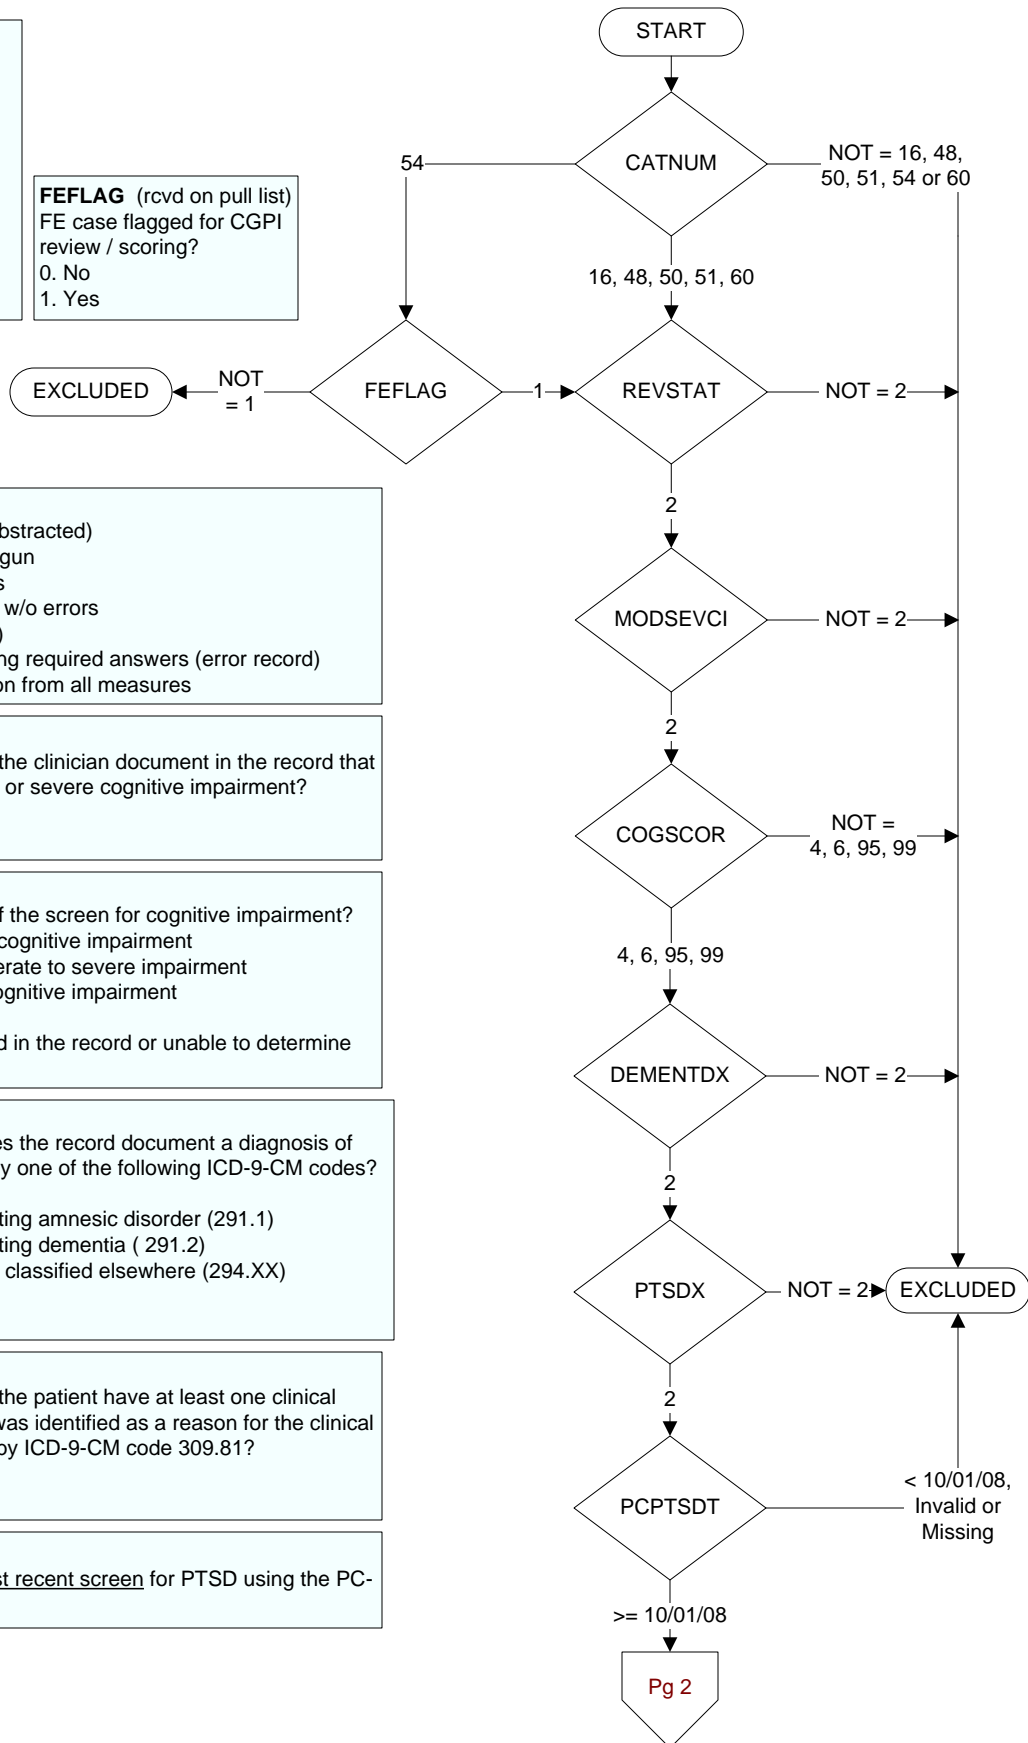 START
CATNUM
54
NOT = 16, 48,
50, 51, 54 or 60
FEFLAG (rcvd on pull list)
FE case flagged for CGPI
review / scoring?
0. No
1. Yes
16, 48, 50, 51, 60
EXCLUDED
NOT
= 1
FEFLAG
1
REVSTAT
NOT = 2
2
bstracted)
gun
s
w/o errors
)
ng required answers (error record)
on from all measures
MODSEVCI
NOT = 2
2
the clinician document in the record that
or severe cognitive impairment?
COGSCOR
NOT =
4, 6, 95, 99
f the screen for cognitive impairment?
cognitive impairment
erate to severe impairment
ognitive impairment
d in the record or unable to determine
4, 6, 95, 99
DEMENTDX
NOT = 2
es the record document a diagnosis of
y one of the following ICD-9-CM codes?
ting amnesic disorder (291.1)
ting dementia ( 291.2)
classified elsewhere (294.XX)
2
PTSDX
NOT = 2
EXCLUDED
the patient have at least one clinical
was identified as a reason for the clinical
by ICD-9-CM code 309.81?
2
PCPTSDT
< 10/01/08,
Invalid or
Missing
st recent screen for PTSD using the PC-
>= 10/01/08
Pg 2